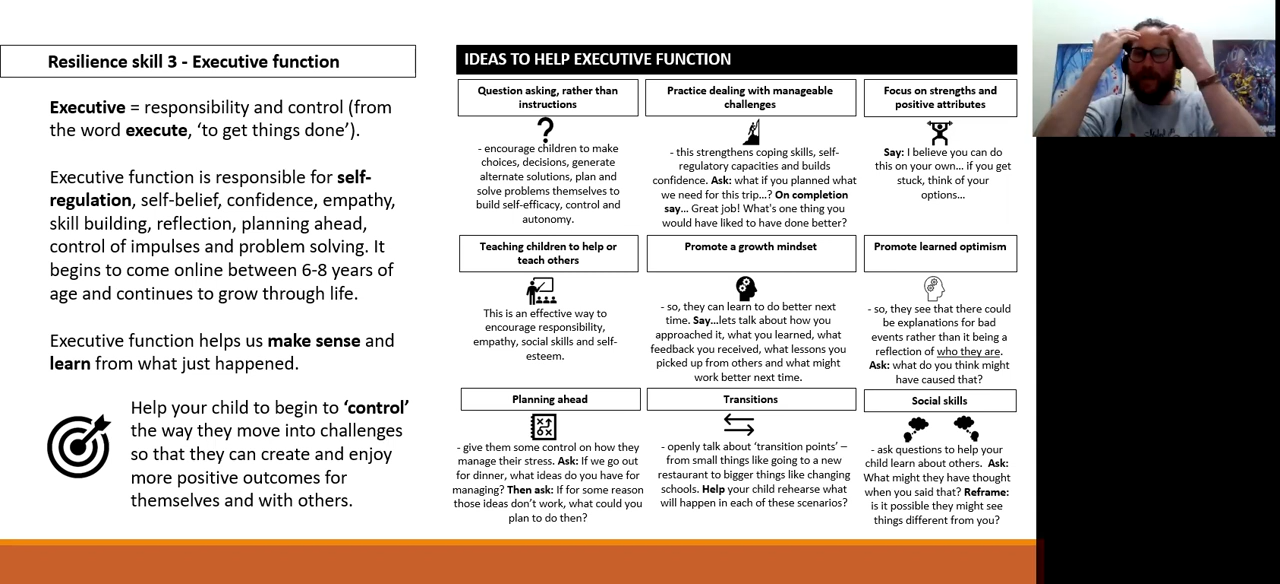 Resilience skill 3 - Executive function
Executive = responsibility and control (from
the word execute, ‘to get things done’).
Executive function is responsible for self-
regulation, self-belief, confidence, empathy,
skill building, reflection, planning ahead,
control of impulses and problem solving. It
begins to come online between 6-8 years of
age and continues to grow through life.
Executive function helps us make sense and
learn from what just happened.
Help your child to begin to ‘control’
the way they move into challenges
so that they can create and enjoy
more positive outcomes for
themselves and with others.
IDEAS TO HELP EXECUTIVE FUNCTION
Question asking, rather than
instructions
- encourage children to make
choices, decisions, generate
alternate solutions, plan and
solve problems themselves to
build self-efficacy, control and
autonomy.
Practice dealing with manageable
challenges
- this strengthens coping skills, self-
regulatory capacities and builds
confidence. Ask: what if you planned what
we need for this trip…? On completion
say… Great job! What's one thing you
would have liked to have done better?
Focus on strengths and
positive attributes
Say: I believe you can do
this on your own… if you get
stuck, think of your
options…
Teaching children to help or
teach others
This is an effective way to
encourage responsibility,
empathy, social skills and self-
esteem.
Promote a growth mindset
- so, they can learn to do better next
time. Say…lets talk about how you
approached it, what you learned, what
feedback you received, what lessons you
picked up from others and what might
work better next time.
Promote learned optimism
- so, they see that there could
be explanations for bad
events rather than it being a
reflection of who they are.
Ask: what do you think might
have caused that?
Planning ahead
- give them some control on how they
manage their stress. Ask: If we go out
for dinner, what ideas do you have for
managing? Then ask: If for some reason
those ideas don’t work, what could you
plan to do then?
Transitions
- openly talk about ‘transition points’ –
from small things like going to a new
restaurant to bigger things like changing
schools. Help your child rehearse what
will happen in each of these scenarios?
Social skills
- ask questions to help your
child learn about others. Ask:
What might they have thought
when you said that? Reframe:
is it possible they might see
things different from you?